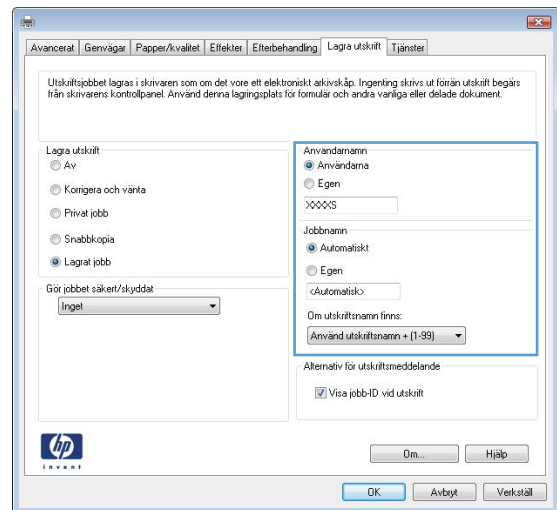 Avancerat Genvägar Papper/kvalitet Effekter Efterbehandling Lagra utskrift Tjänster
Utskriftsjobbet lagras i skrivaren som om det vore ett elektroniskt arkivskåp. Ingenting skrivs ut förrän utskrift begärs
från skrivarens kontrollpanel. Använd denna lagringsplats för formulär och andra vanliga eller delade dokument.
Lagra utskrift
Av
Korrigera och vänta
Privat jobb
Snabbkopia
Lagrat jobb
Gör jobbet säkert/skyddat
Inget
Användarnamn
Användarna
Egen
XXXXS
Jobbnamn
Automatiskt
Egen
<Automatisk>
Om utskriftsnamn finns:
Använd utskriftsnamn + (1-99)
Alternativ för utskriftsmeddelande
Visa jobb-ID vid utskrift
hp
invent
Om... Hjälp
OK Avbryt Verkställ